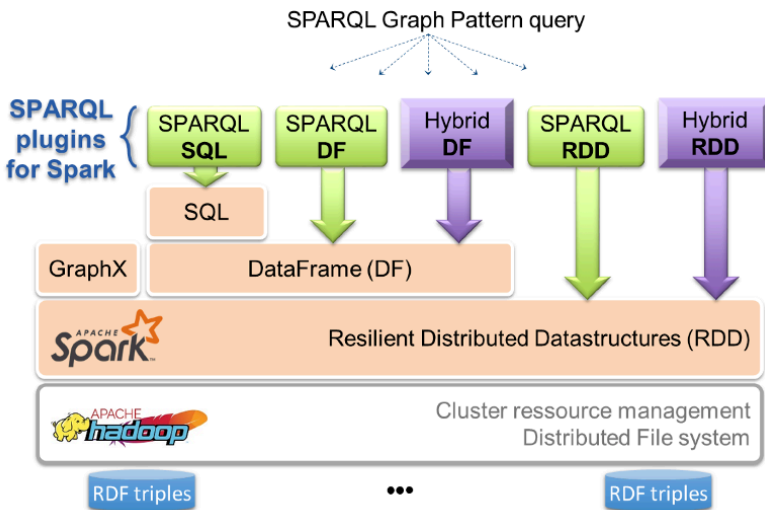 SPARQL Graph Pattern query
SPARQL
plugins
for Spark
SPARQL
SQL
SPARQL
DF
Hybrid
DF
SPARQL
RDD
Hybrid
RDD
SQL
GraphX
DataFrame (DF)
APACHE
Spark
Resilient Distributed Datastructures (RDD)
APACHE
hadoop
Cluster ressource management
Distributed File system
RDF triples
•••
RDF triples